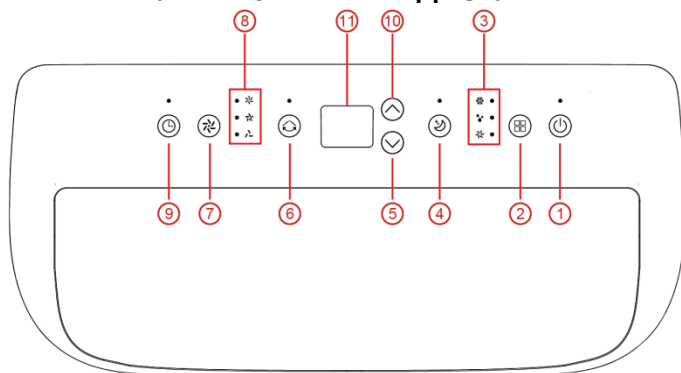 ⑧ ⑪ ⑩ ③
⑨ ⑦ ⑥ ⑤ ④ ② ①